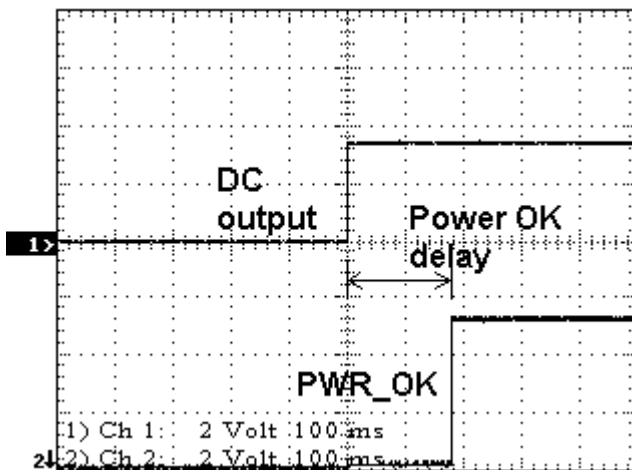 DC
output
Power OK
delay
1>
PWR_OK
1) Ch 1: 2 Volt 100 ms
2) Ch 2: 2 Volt 100 ms
2↓